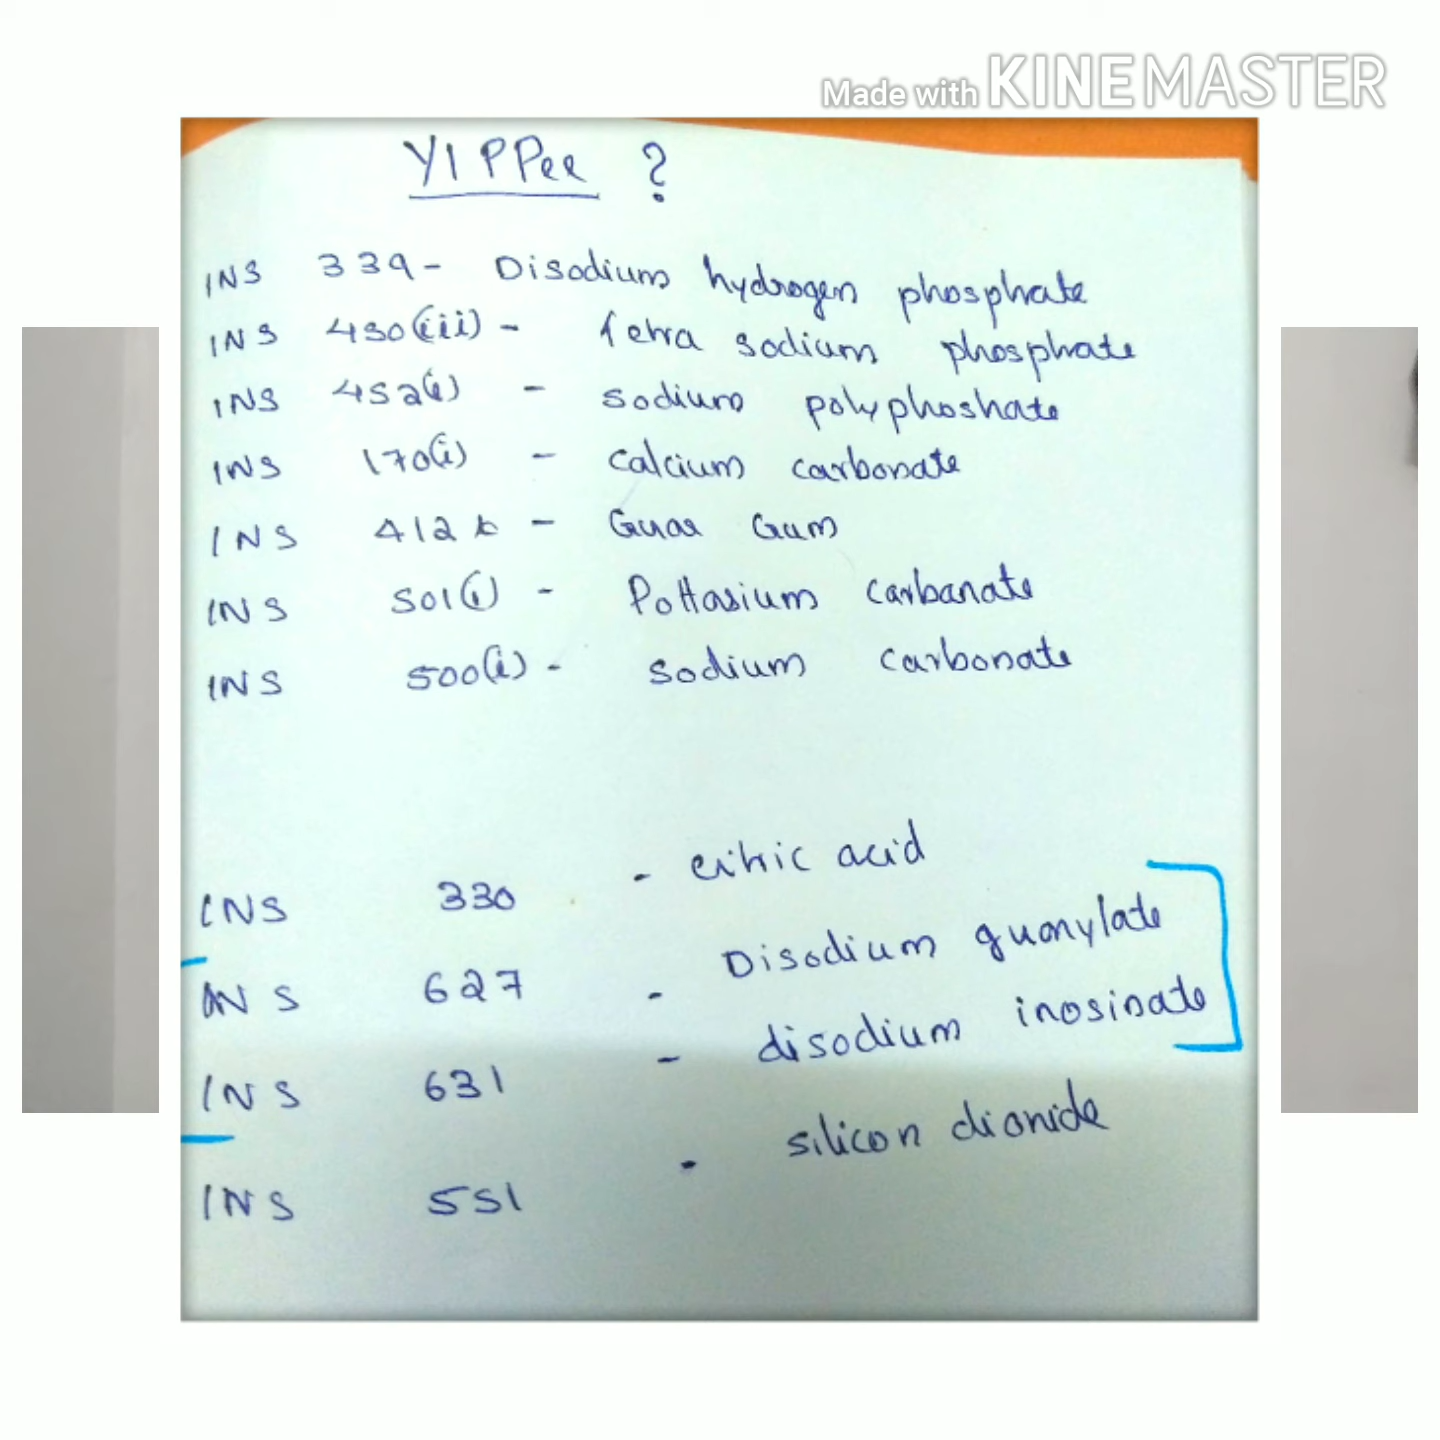 Made with KINEMASTER
YIPPee ?
INS 339 - Disodium hydrogen phosphate
INS 450(iii) - Tetra sodium phosphate
INS 452(i) - sodium polyphoshate
INS 170(i) - calcium carbonate
INS 412 - Guar Gum
INS 501(i) - Pottasium carbanate
INS 500(i) - sodium carbonate
INS 330 - citric acid
INS 627 - Disodium guanylate
INS 631 - disodium inosinate
INS 551 - silicon dioxide